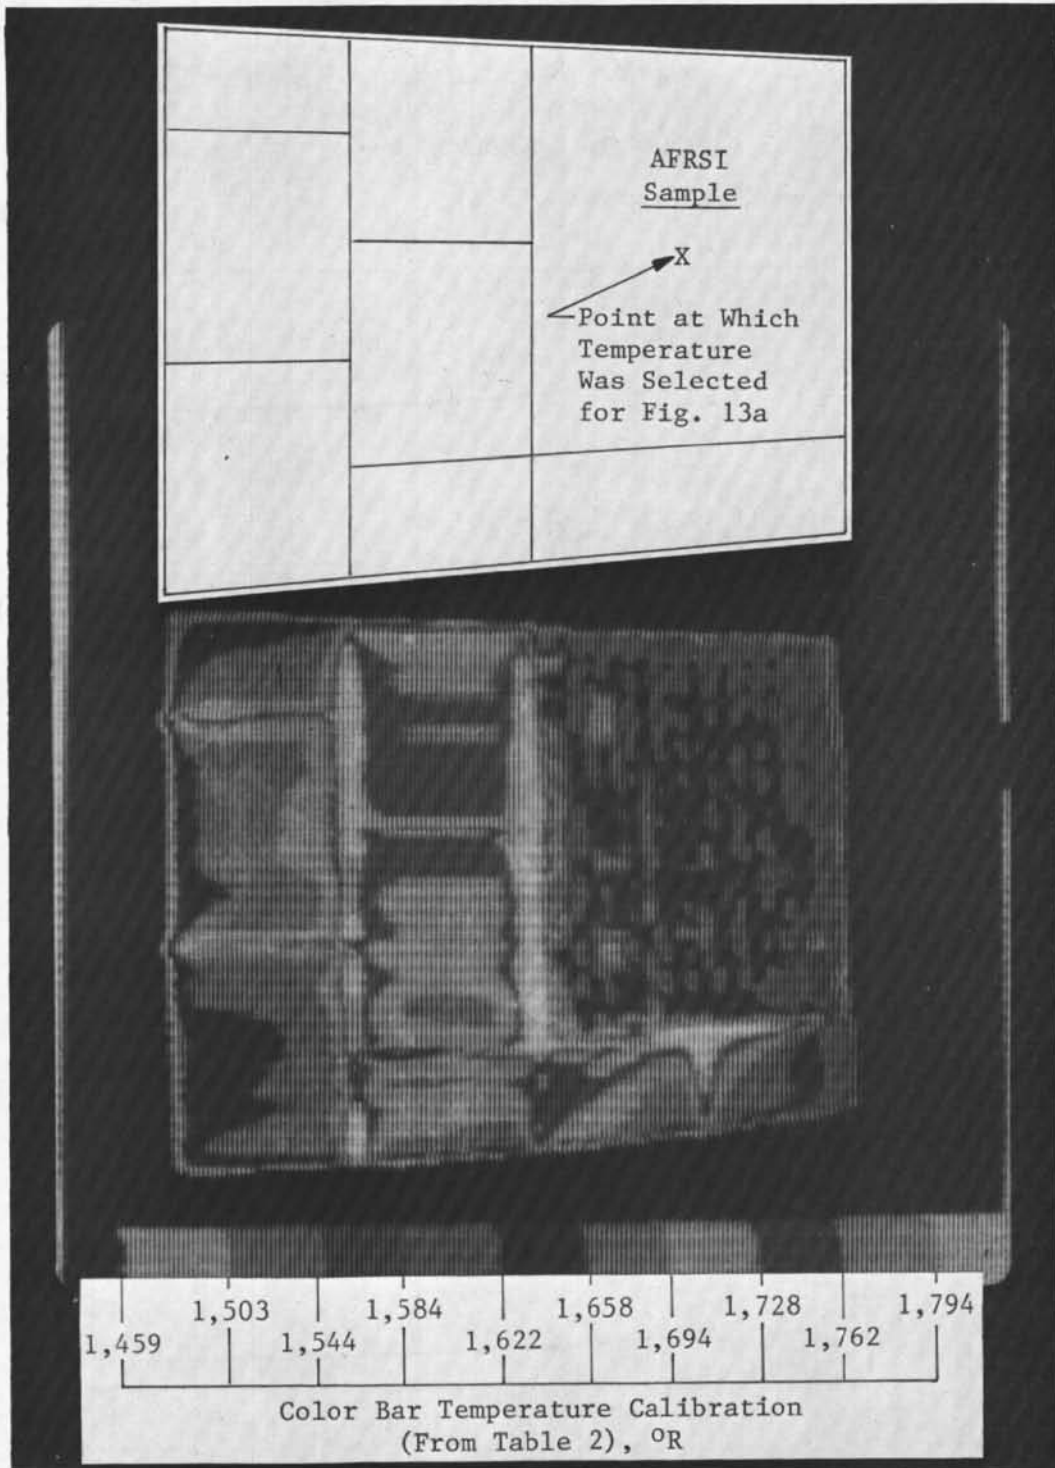 AFRSI
Sample
X
Point at Which
Temperature
Was Selected
for Fig. 13a
1,503 1,584 1,658 1,728 1,794
1,459 1,544 1,622 1,694 1,762
Color Bar Temperature Calibration
(From Table 2), ºR